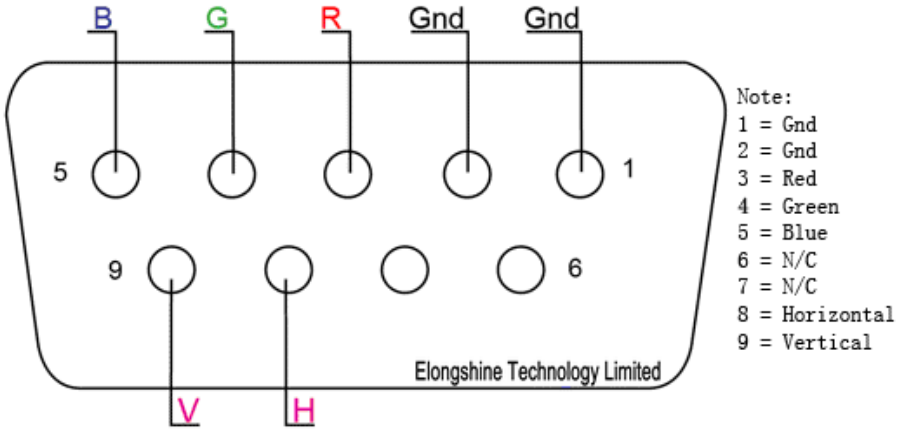 B G R Gnd Gnd
5 1
9 6
Elongshine Technology Limited
V H
Note:
1 = Gnd
2 = Gnd
3 = Red
4 = Green
5 = Blue
6 = N/C
7 = N/C
8 = Horizontal
9 = Vertical